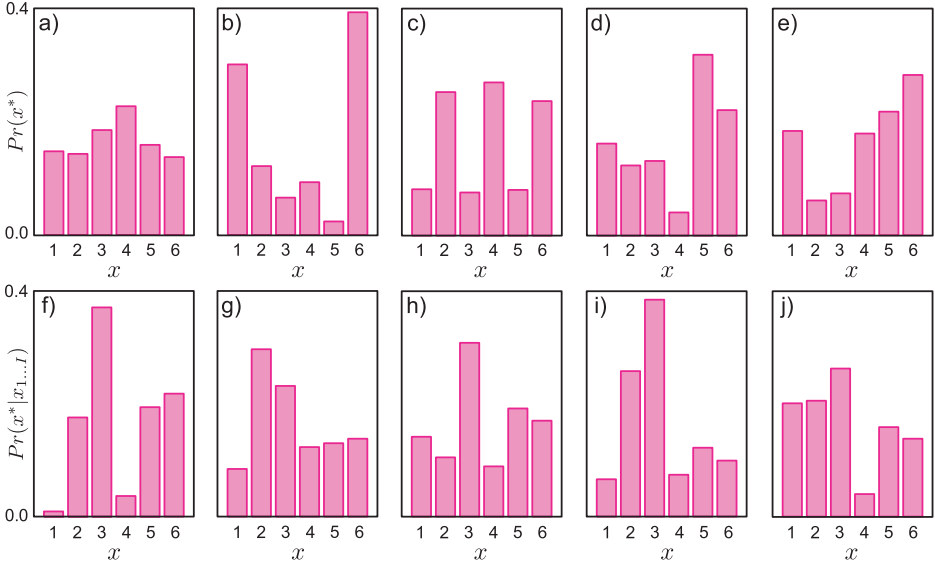 0.4
a) b) c) d) e)
Pr(x*)
0.0
1 2 3 4 5 6 1 2 3 4 5 6 1 2 3 4 5 6 1 2 3 4 5 6 1 2 3 4 5 6
x x x x x
0.4
f) g) h) i) j)
Pr(x*|x1...I)
0.0
1 2 3 4 5 6 1 2 3 4 5 6 1 2 3 4 5 6 1 2 3 4 5 6 1 2 3 4 5 6
x x x x x